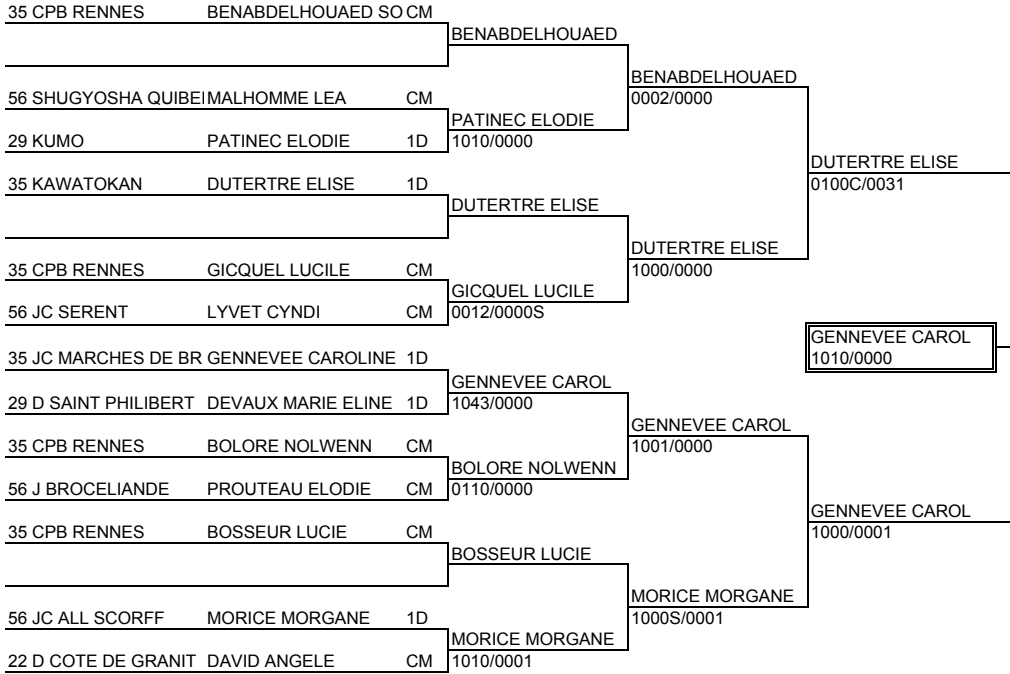 35 CPB RENNES BENABDELHOUAED SO CM
BENABDELHOUAED
BENABDELHOUAED
56 SHUGYOSHA QUIBE MALHOMME LEA CM
0002/0000
PATINEC ELODIE
29 KUMO PATINEC ELODIE 1D
1010/0000
DUTERTRE ELISE
35 KAWATOKAN DUTERTRE ELISE 1D
0100C/0031
DUTERTRE ELISE
DUTERTRE ELISE
35 CPB RENNES GICQUEL LUCILE CM
1000/0000
GICQUEL LUCILE
56 JC SERENT LYVET CYNDI CM
0012/0000S
GENNEVEE CAROL
35 JC MARCHES DE BR GENNEVEE CAROLINE 1D
1010/0000
GENNEVEE CAROL
29 D SAINT PHILIBERT DEVAUX MARIE ELINE 1D
1043/0000
GENNEVEE CAROL
35 CPB RENNES BOLORE NOLWENN CM
1001/0000
BOLORE NOLWENN
56 J BROCELIANDE PROUTEAU ELODIE CM
0110/0000
GENNEVEE CAROL
35 CPB RENNES BOSSEUR LUCIE CM
1000/0001
BOSSEUR LUCIE
MORICE MORGANE
56 JC ALL SCORFF MORICE MORGANE 1D
1000S/0001
MORICE MORGANE
22 D COTE DE GRANIT DAVID ANGELE CM
1010/0001